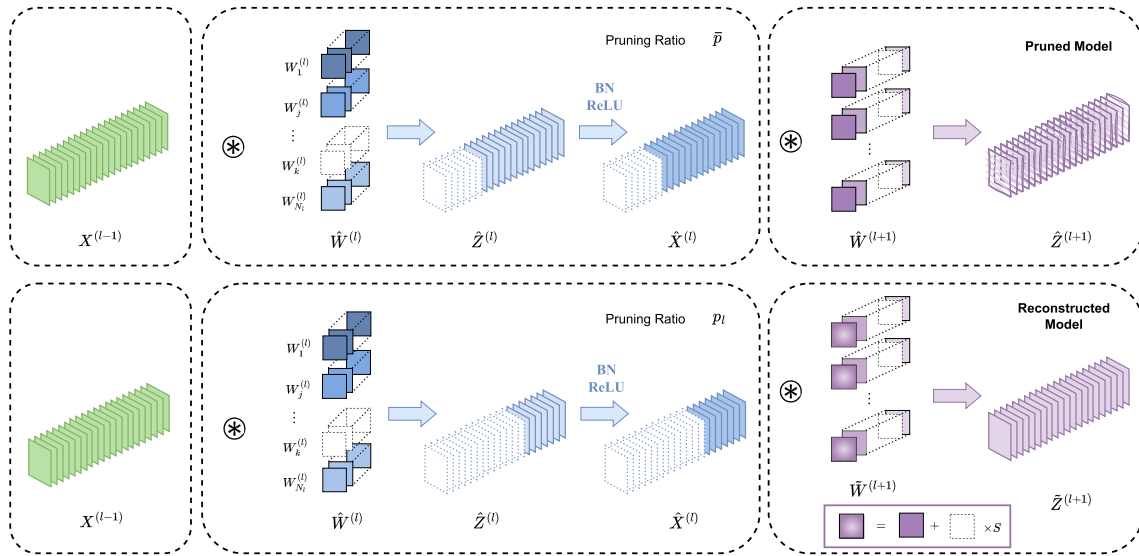 Pruning Ratio p̄
Pruned Model
W_1^{(l)}
W_j^{(l)}
⋮
W_k^{(l)}
W_{N_l}^{(l)}
BN
ReLU
⊛
⊛
⋮
X^{(l-1)}
Ŵ^{(l)}
Ẑ^{(l)}
X̂^{(l)}
Ŵ^{(l+1)}
Ẑ^{(l+1)}
Pruning Ratio p_l
Reconstructed
Model
W_1^{(l)}
W_j^{(l)}
⋮
W_k^{(l)}
W_{N_l}^{(l)}
BN
ReLU
⊛
⊛
⋮
X^{(l-1)}
Ŵ^{(l)}
Ẑ^{(l)}
X̂^{(l)}
W̃^{(l+1)}
Z̃^{(l+1)}
= + ×S